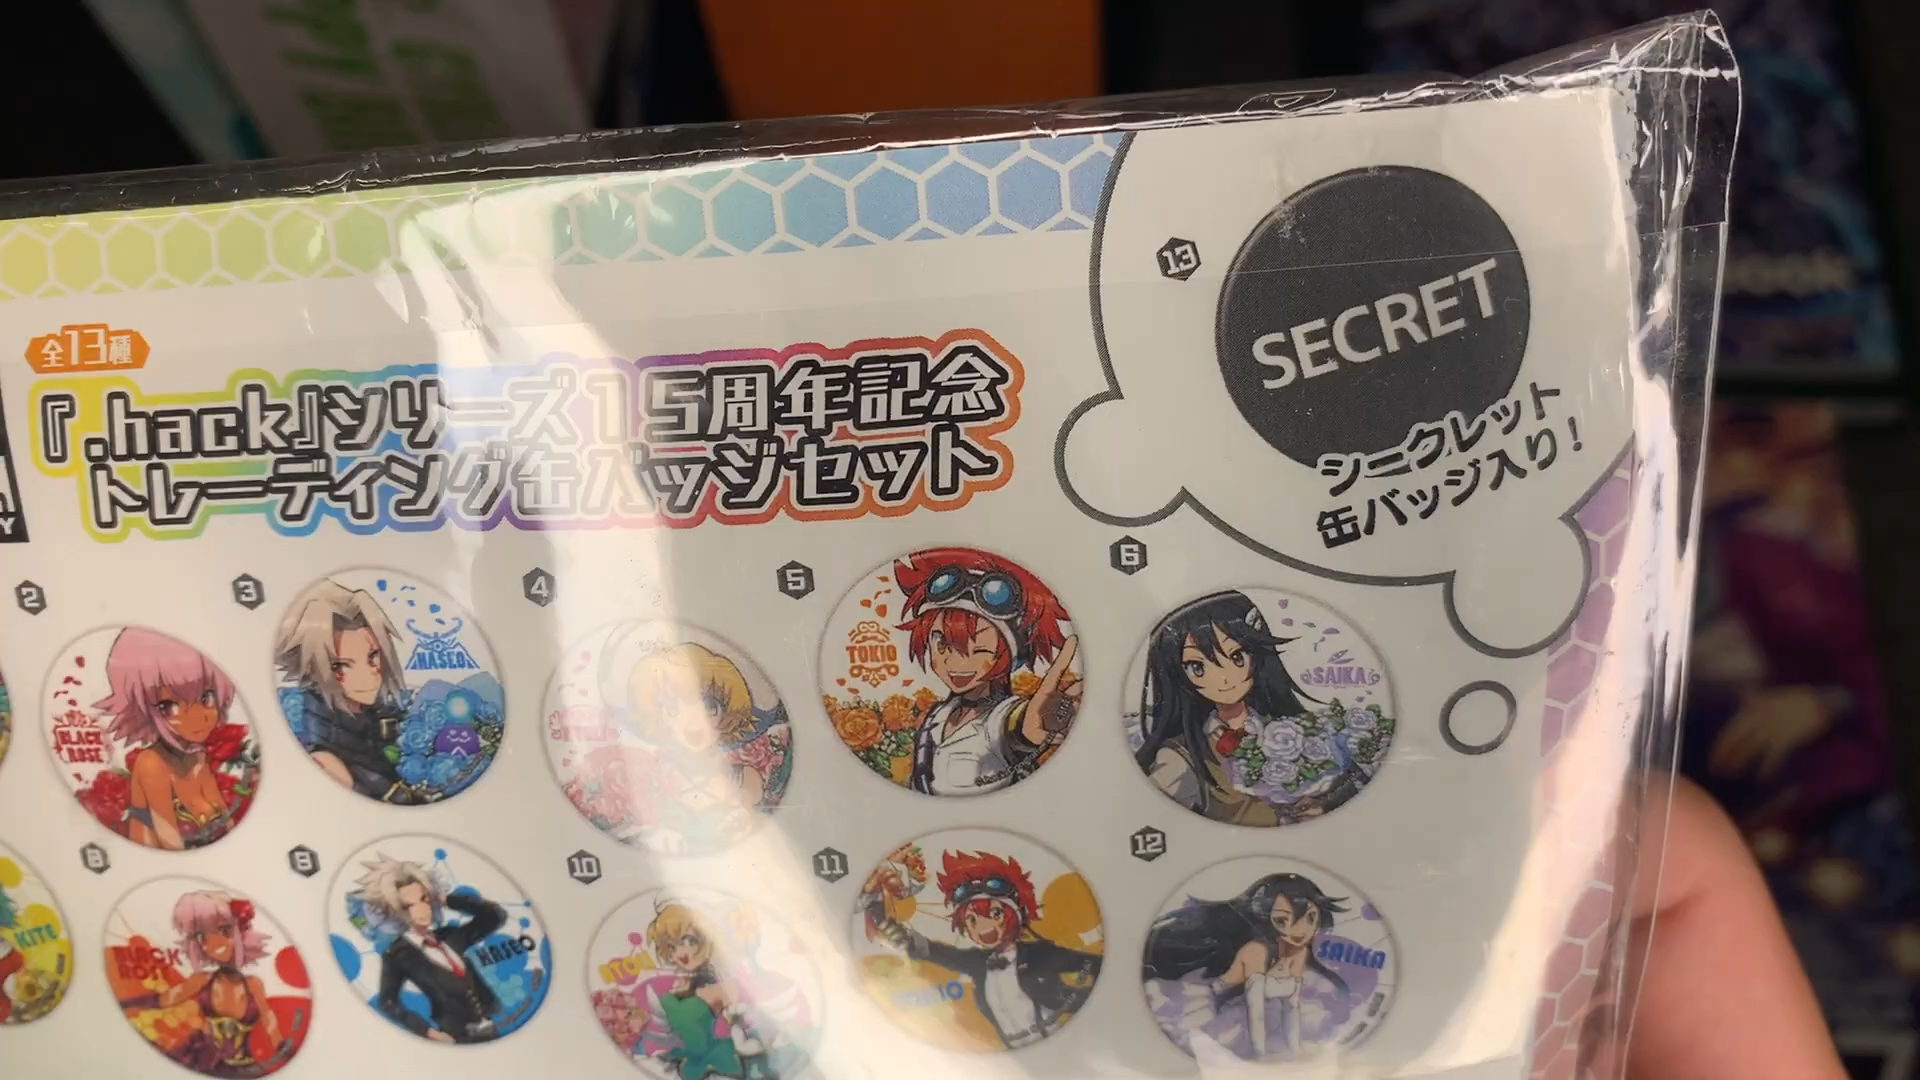 全13種
『.hack』シリーズ15周年記念
トレーディング缶バッジセット
13
SECRET
シークレット
缶バッジ入り!
2
3
4
5
6
BLACK
ROSE
HASEO
TOKIO
SAIKA
8
9
10
11
12
KITE
BLACK
ROSE
HASEO
TOKIO
SAIKA